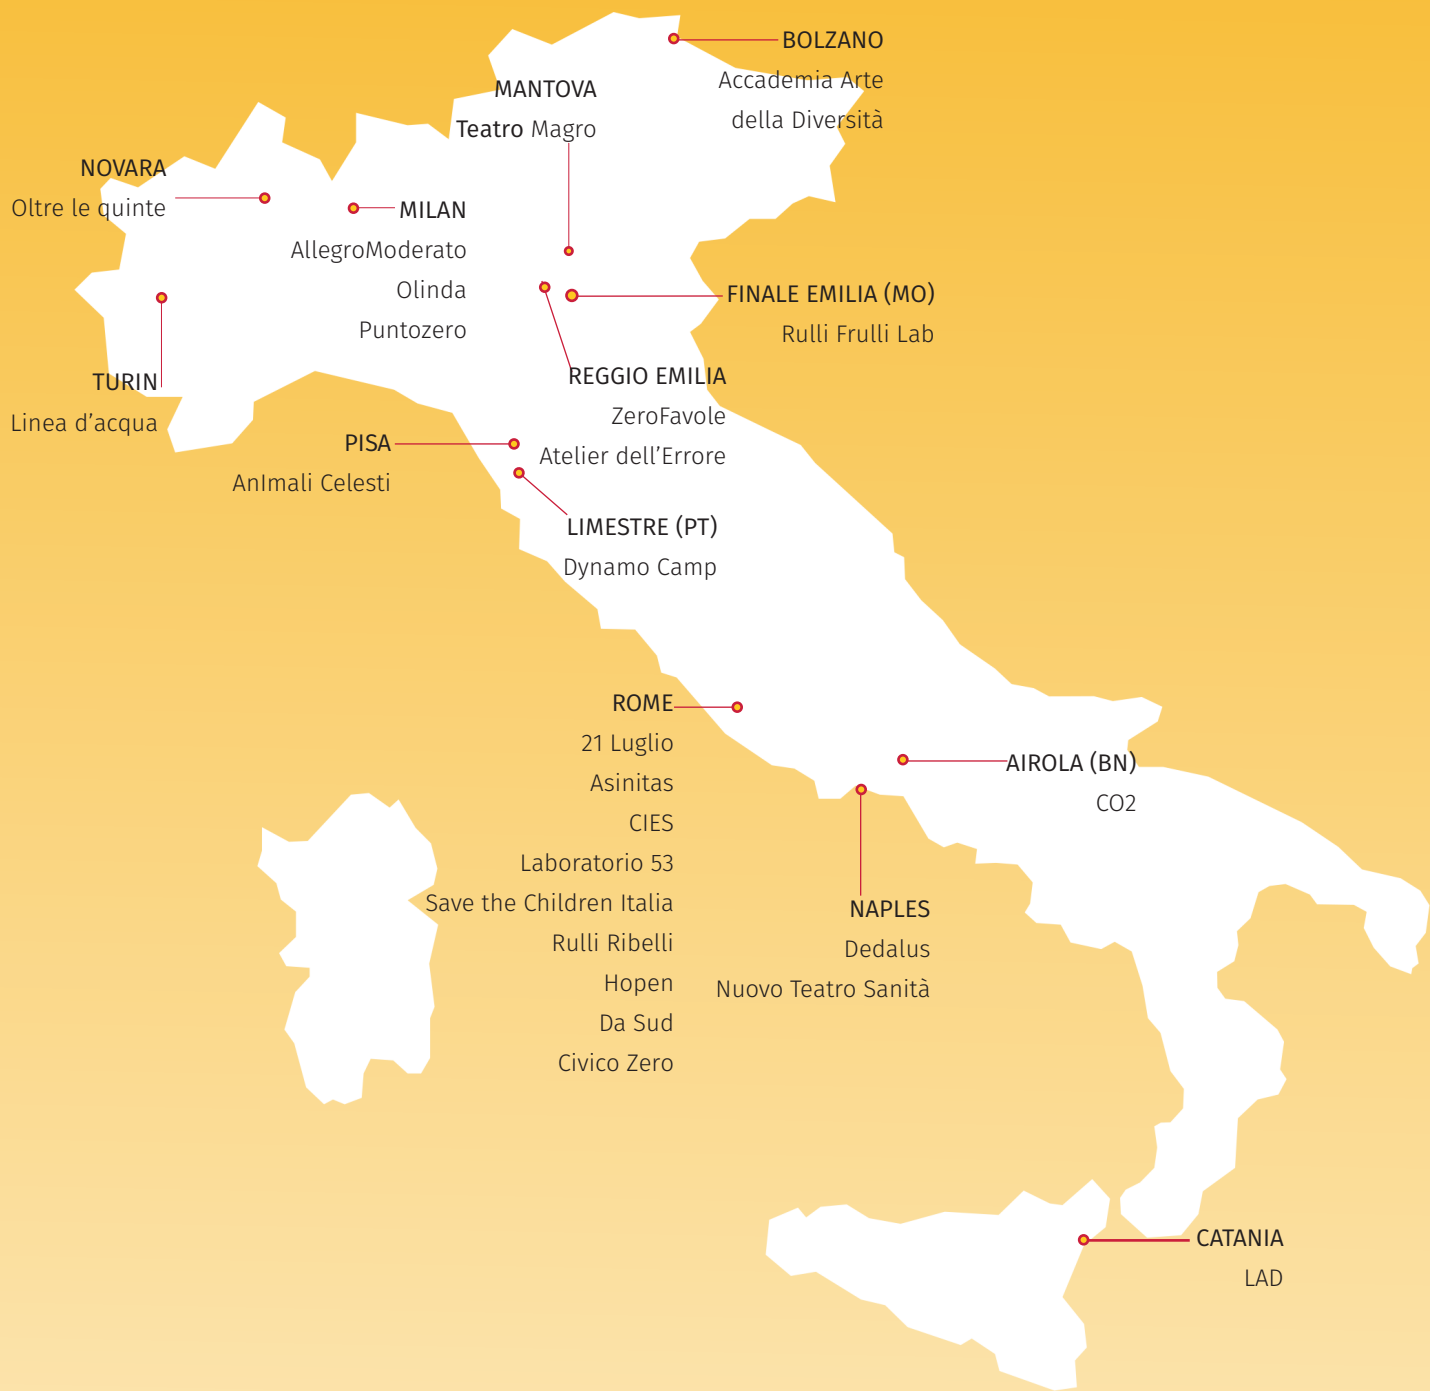 BOLZANO
Accademia Arte
della Diversità
MANTOVA
Teatro Magro
NOVARA
Oltre le quinte
MILAN
AllegroModerato
Olinda
Puntozero
FINALE EMILIA (MO)
Rulli Frulli Lab
TURIN
Linea d’acqua
REGGIO EMILIA
ZeroFavole
Atelier dell’Errore
PISA
AnImali Celesti
LIMESTRE (PT)
Dynamo Camp
ROME
21 Luglio
Asinitas
CIES
Laboratorio 53
Save the Children Italia
Rulli Ribelli
Hopen
Da Sud
Civico Zero
AIROLA (BN)
CO2
NAPLES
Dedalus
Nuovo Teatro Sanità
CATANIA
LAD